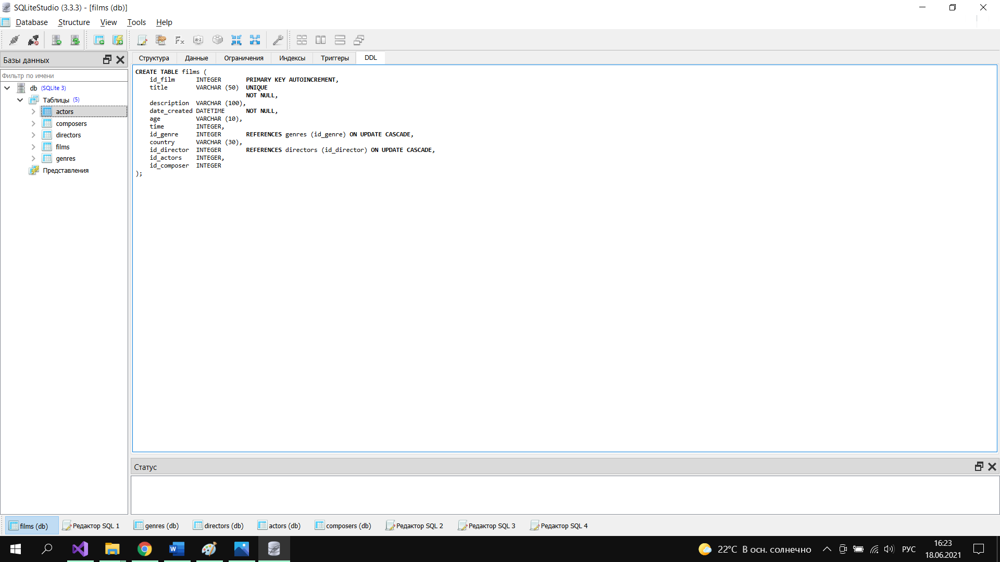 SQLiteStudio (3.3.3) - [films (db)]
Database Structure View Tools Help
Базы данных
Структура Данные Ограничения Индексы Триггеры DDL
Фильтр по имени
db (SQLite 3)
Таблицы (5)
actors
composers
directors
films
genres
Представления
CREATE TABLE films (
id_film INTEGER PRIMARY KEY AUTOINCREMENT,
title VARCHAR (50) UNIQUE
NOT NULL,
description VARCHAR (100),
date_created DATETIME NOT NULL,
age VARCHAR (10),
time INTEGER,
id_genre INTEGER REFERENCES genres (id_genre) ON UPDATE CASCADE,
country VARCHAR (30),
id_director INTEGER REFERENCES directors (id_director) ON UPDATE CASCADE,
id_actors INTEGER,
id_composer INTEGER
);
Статус
films (db) Редактор SQL 1 genres (db) directors (db) actors (db) composers (db) Редактор SQL 2 Редактор SQL 3 Редактор SQL 4
22°C В осн. солнечно РУС 16:23
18.06.2021